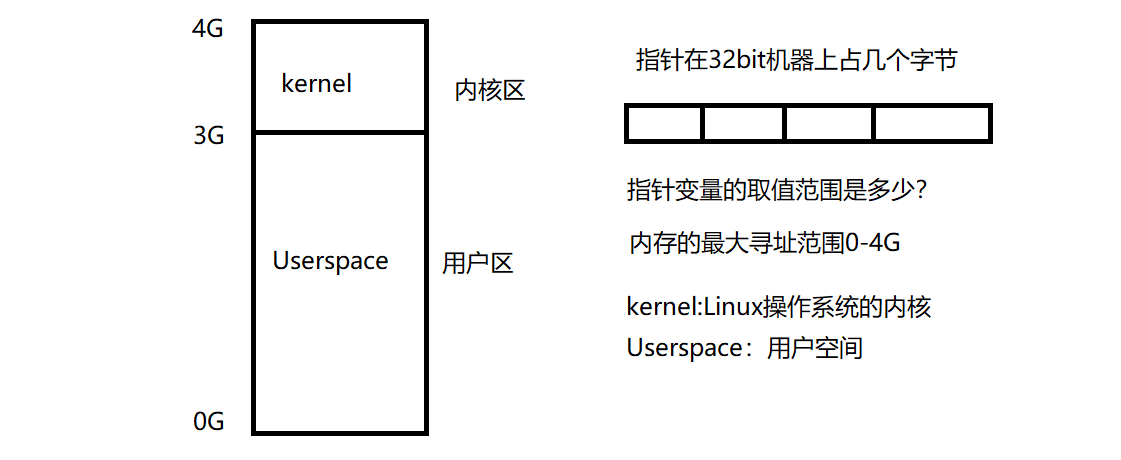 4G
kernel
内核区
3G
Userspace
用户区
0G
指针在32bit机器上占几个字节
指针变量的取值范围是多少？
内存的最大寻址范围0-4G
kernel:Linux操作系统的内核
Userspace：用户空间